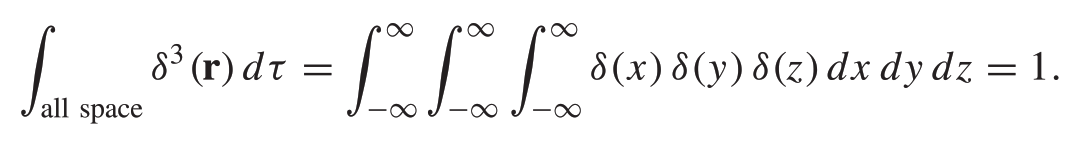 ∫_{all space} δ³(𝐫) dτ = ∫_{−∞}^{∞} ∫_{−∞}^{∞} ∫_{−∞}^{∞} δ(x) δ(y) δ(z) dx dy dz = 1.